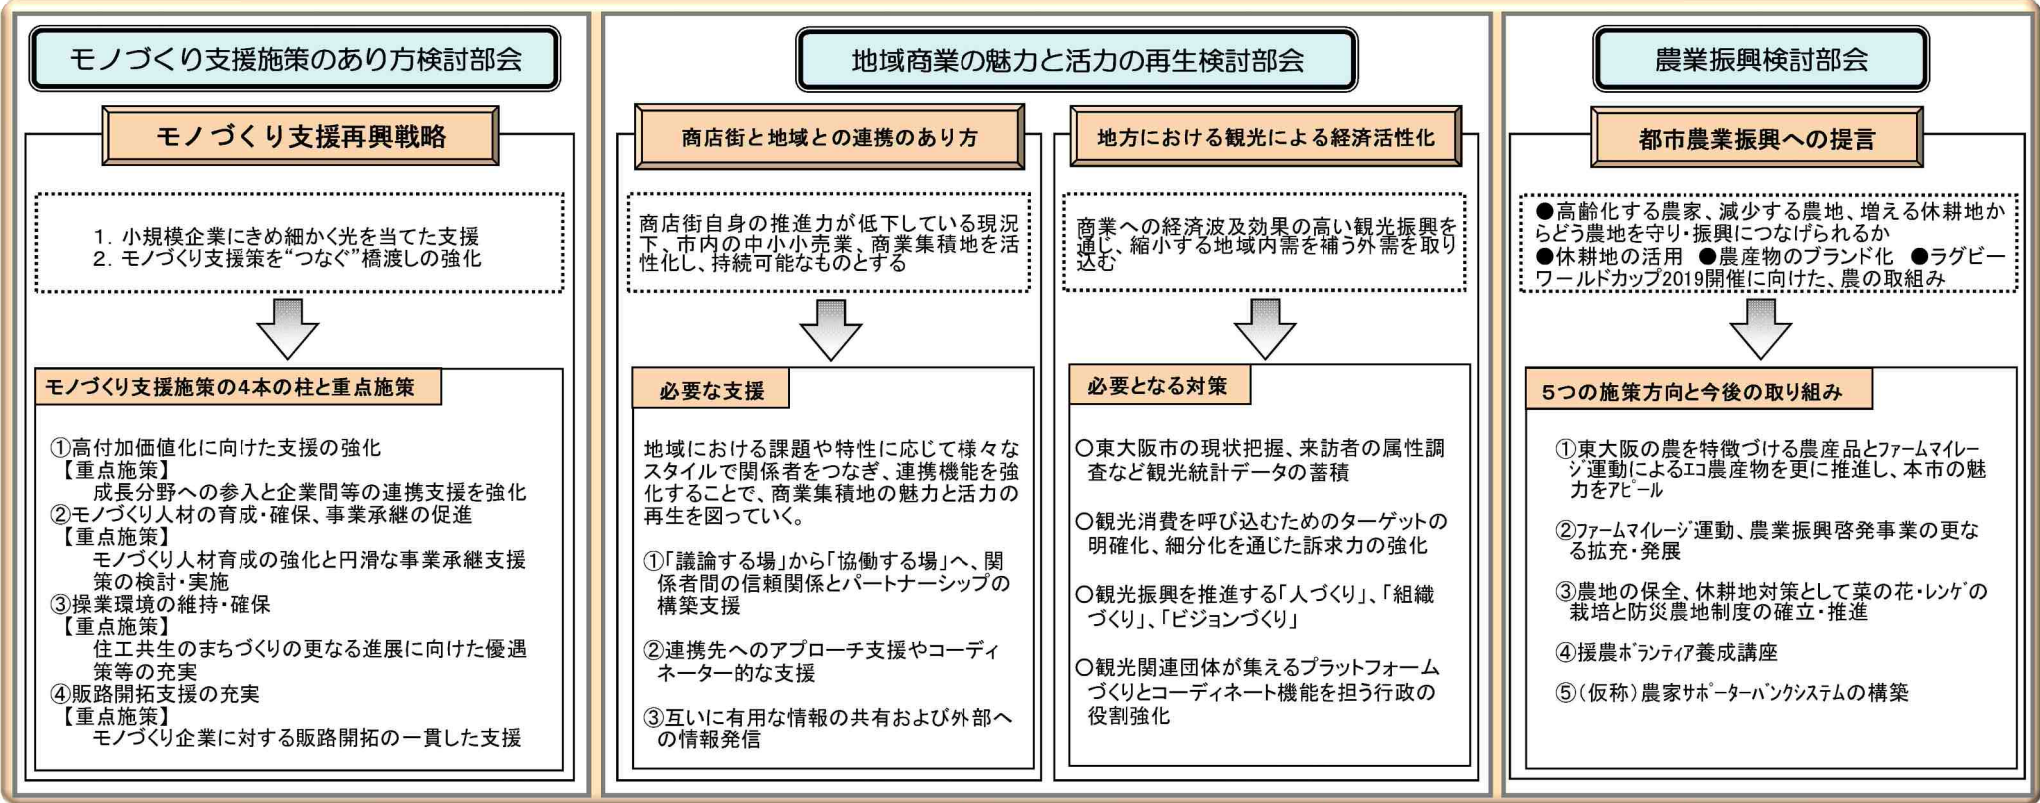 モノづくり支援施策のあり方検討部会
モノづくり支援再興戦略
1．小規模企業にきめ細かく光を当てた支援
2．モノづくり支援策を“つなぐ”橋渡しの強化
モノづくり支援施策の4本の柱と重点施策
①高付加価値化に向けた支援の強化
【重点施策】
成長分野への参入と企業間等の連携支援を強化
②モノづくり人材の育成・確保、事業承継の促進
【重点施策】
モノづくり人材育成の強化と円滑な事業承継支援
策の検討・実施
③操業環境の維持・確保
【重点施策】
住工共生のまちづくりの更なる進展に向けた優遇
策等の充実
④販路開拓支援の充実
【重点施策】
モノづくり企業に対する販路開拓の一貫した支援
地域商業の魅力と活力の再生検討部会
商店街と地域との連携のあり方
商店街自身の推進力が低下している現況
下、市内の中小小売業、商業集積地を活
性化し、持続可能なものとする
必要な支援
地域における課題や特性に応じて様々な
スタイルで関係者をつなぎ、連携機能を強
化することで、商業集積地の魅力と活力の
再生を図っていく。
①「議論する場」から「協働する場」へ、関
係者間の信頼関係とパートナーシップの
構築支援
②連携先へのアプローチ支援やコーディ
ネーター的な支援
③互いに有用な情報の共有および外部へ
の情報発信
地方における観光による経済活性化
商業への経済波及効果の高い観光振興を
通じ、縮小する地域内需を補う外需を取り
込む
必要となる対策
○東大阪市の現状把握、来訪者の属性調
査など観光統計データの蓄積
○観光消費を呼び込むためのターゲットの
明確化、細分化を通じた訴求力の強化
○観光振興を推進する「人づくり」、「組織
づくり」、「ビジョンづくり」
○観光関連団体が集えるプラットフォーム
づくりとコーディネート機能を担う行政の
役割強化
農業振興検討部会
都市農業振興への提言
●高齢化する農家、減少する農地、増える休耕地か
らどう農地を守り・振興につなげられるか
●休耕地の活用 ●農産物のブランド化 ●ラグビー
ワールドカップ2019開催に向けた、農の取組み
５つの施策方向と今後の取り組み
①東大阪の農を特徴づける農産品とﾌｧｰﾑﾏｲﾚｰ
ｼﾞ運動によるｴｺ農産物を更に推進し、本市の魅
力をｱﾋﾟｰﾙ
②ﾌｧｰﾑﾏｲﾚｰｼﾞ運動、農業振興啓発事業の更な
る拡充・発展
③農地の保全、休耕地対策として菜の花・ﾚﾝｹﾞの
栽培と防災農地制度の確立・推進
④援農ﾎﾞﾗﾝﾃｨｱ養成講座
⑤（仮称）農家ｻﾎﾟｰﾀｰﾊﾞﾝｸｼｽﾃﾑの構築